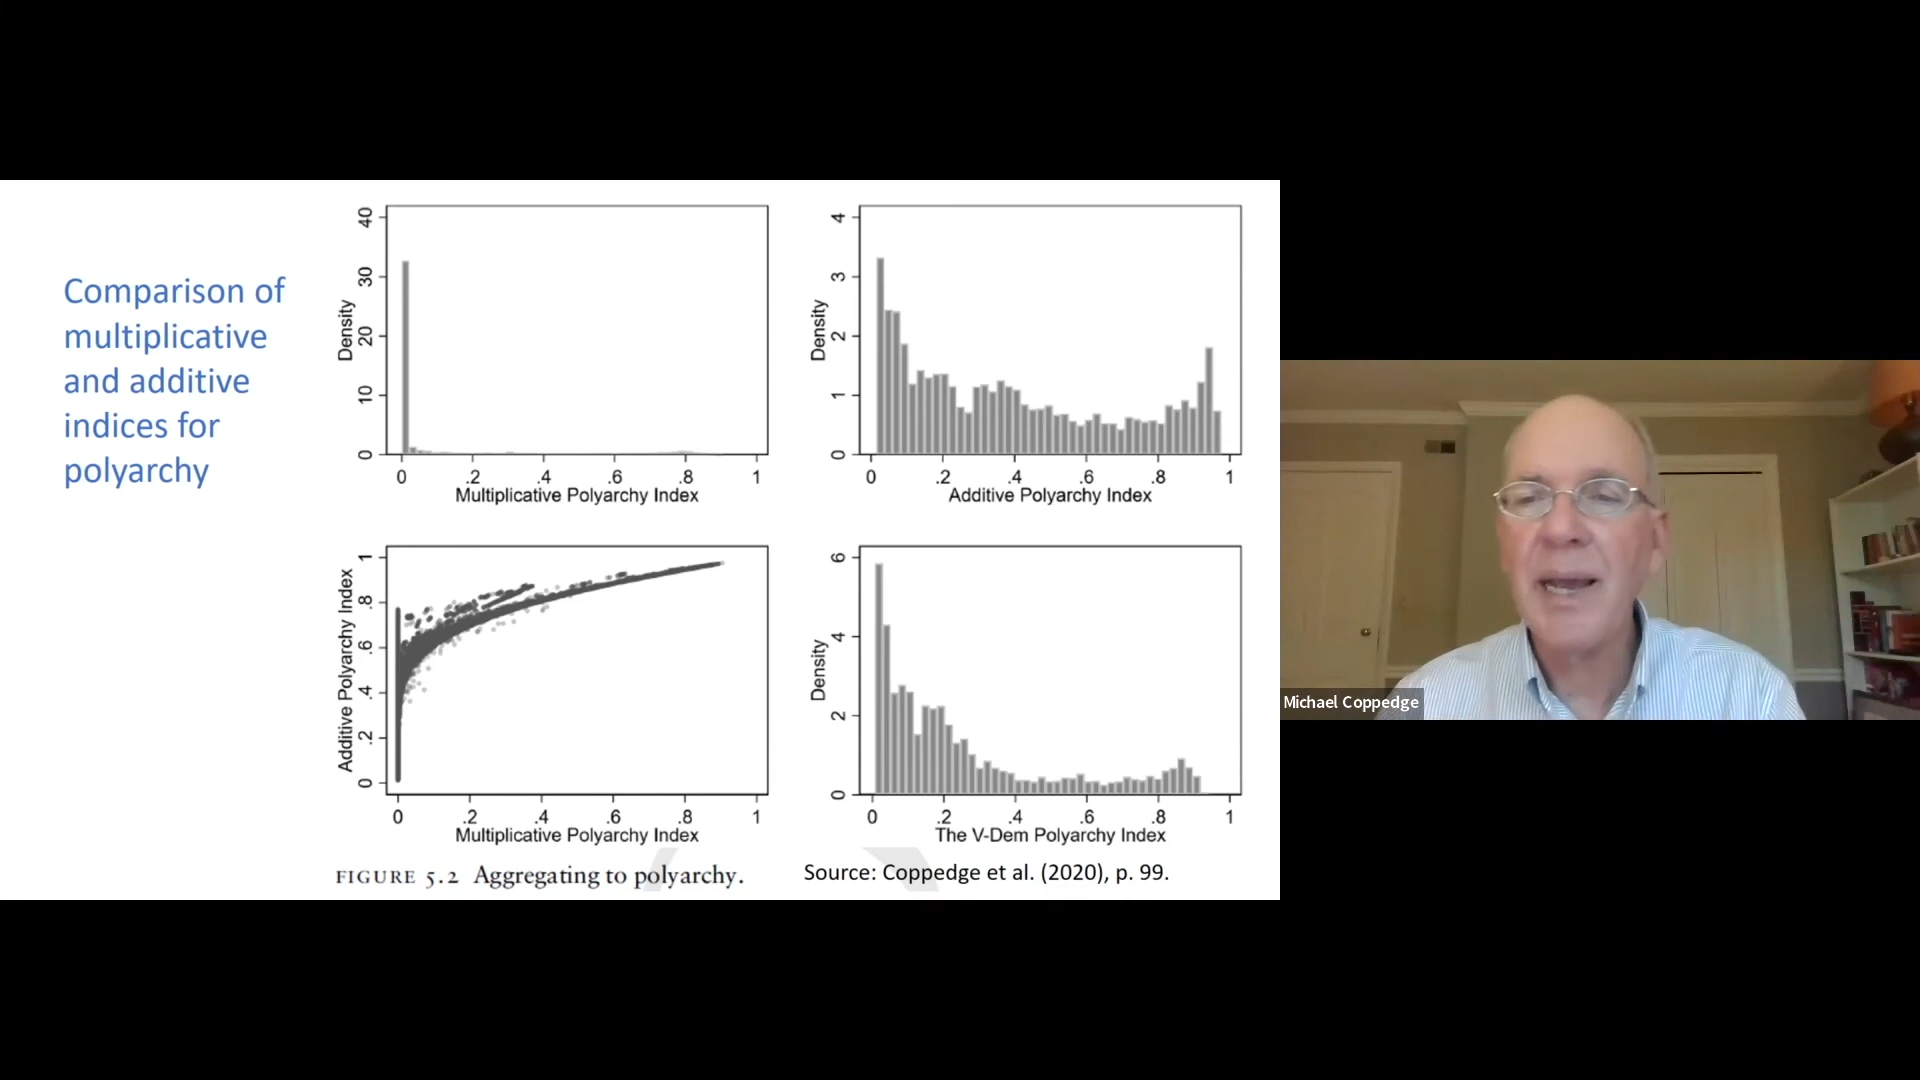 Comparison of
multiplicative
and additive
indices for
polyarchy
40
30
20
10
0
Density
0 .2 .4 .6 .8 1
Multiplicative Polyarchy Index
4
3
2
1
0
Density
0 .2 .4 .6 .8 1
Additive Polyarchy Index
1
.8
.6
.4
.2
0
Additive Polyarchy Index
0 .2 .4 .6 .8 1
Multiplicative Polyarchy Index
6
4
2
0
Density
0 .2 .4 .6 .8 1
The V-Dem Polyarchy Index
FIGURE 5.2 Aggregating to polyarchy.
Source: Coppedge et al. (2020), p. 99.
Michael Coppedge